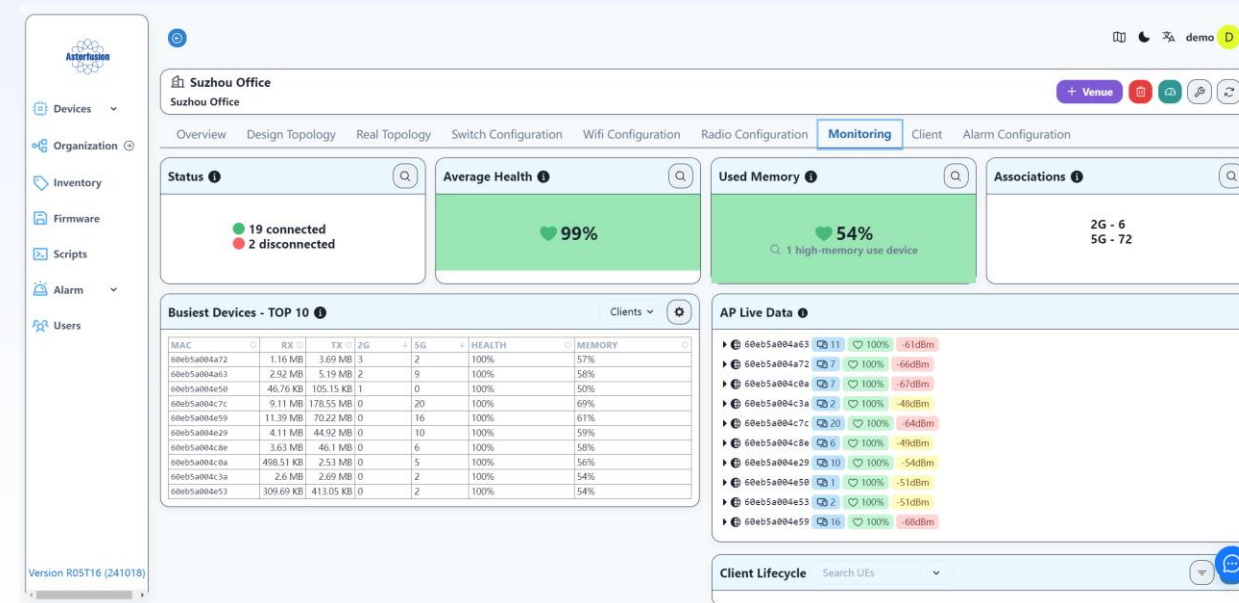 Asterfusion
Devices
Organization
Inventory
Firmware
Scripts
Alarm
Users
Version R05T16 (241018)
demo D
Suzhou Office
Suzhou Office
+ Venue
Overview Design Topology Real Topology Switch Configuration Wifi Configuration Radio Configuration Monitoring Client Alarm Configuration
Status
19 connected
2 disconnected
Average Health
99%
Used Memory
54%
1 high-memory use device
Associations
2G - 6
5G - 72
Busiest Devices - TOP 10 Clients
MAC RX TX 2G 5G HEALTH MEMORY
60eb5a004a72 1.16 MB 3.69 MB 3 2 100% 57%
60eb5a004a63 2.92 MB 5.19 MB 2 9 100% 58%
60eb5a004e50 46.76 KB 105.15 KB 1 0 100% 50%
60eb5a004c7c 9.11 MB 178.55 MB 0 20 100% 69%
60eb5a004e59 11.39 MB 70.22 MB 0 16 100% 61%
60eb5a004e29 4.11 MB 44.92 MB 0 10 100% 59%
60eb5a004c8e 3.63 MB 46.1 MB 0 6 100% 58%
60eb5a004c0a 498.51 KB 2.53 MB 0 5 100% 56%
60eb5a004c3a 2.6 MB 2.69 MB 0 2 100% 54%
60eb5a004e53 309.69 KB 413.05 KB 0 2 100% 54%
AP Live Data
60eb5a004a63 11 100% -61dBm
60eb5a004a72 7 100% -66dBm
60eb5a004c0a 7 100% -67dBm
60eb5a004c3a 2 100% -48dBm
60eb5a004c7c 20 100% -64dBm
60eb5a004c8e 6 100% -49dBm
60eb5a004e29 10 100% -54dBm
60eb5a004e50 1 100% -51dBm
60eb5a004e53 2 100% -51dBm
60eb5a004e59 16 100% -68dBm
Client Lifecycle Search UEs